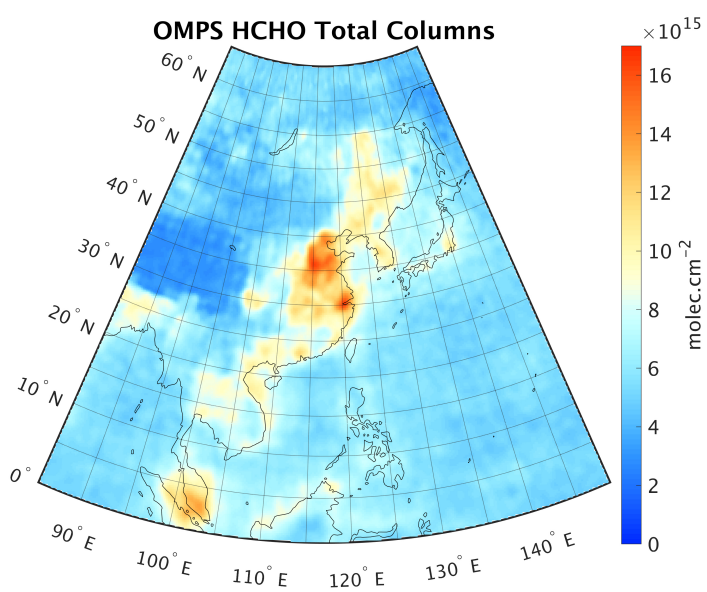 OMPS HCHO Total Columns
×10¹⁵
60° N
50° N
40° N
30° N
20° N
10° N
0°
90° E
100° E
110° E
120° E
130° E
140° E
16
14
12
10
8
6
4
2
0
molec.cm⁻²